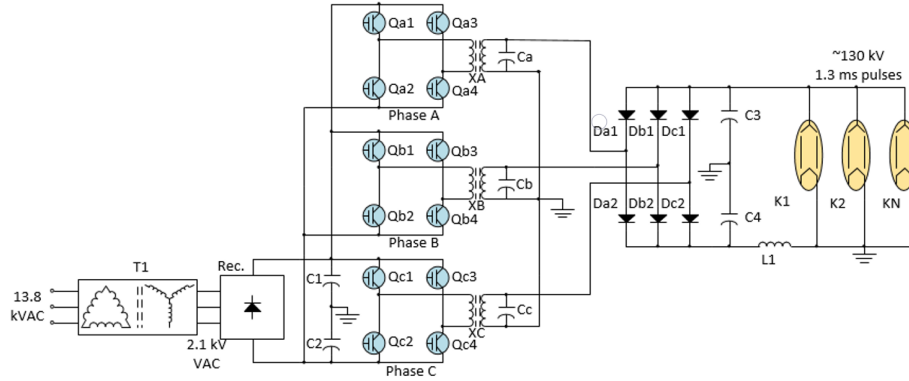 Qa1
Qa3
Ca
XA
Qa2
Qa4
Phase A
~130 kV
1.3 ms pulses
Da1
Db1
Dc1
C3
Qb1
Qb3
Cb
XB
Qb2
Qb4
Phase B
Da2
Db2
Dc2
C4
K1
K2
KN
L1
T1
Rec.
13.8
kVAC
2.1 kV
VAC
C1
C2
Qc1
Qc3
Cc
XC
Qc2
Qc4
Phase C